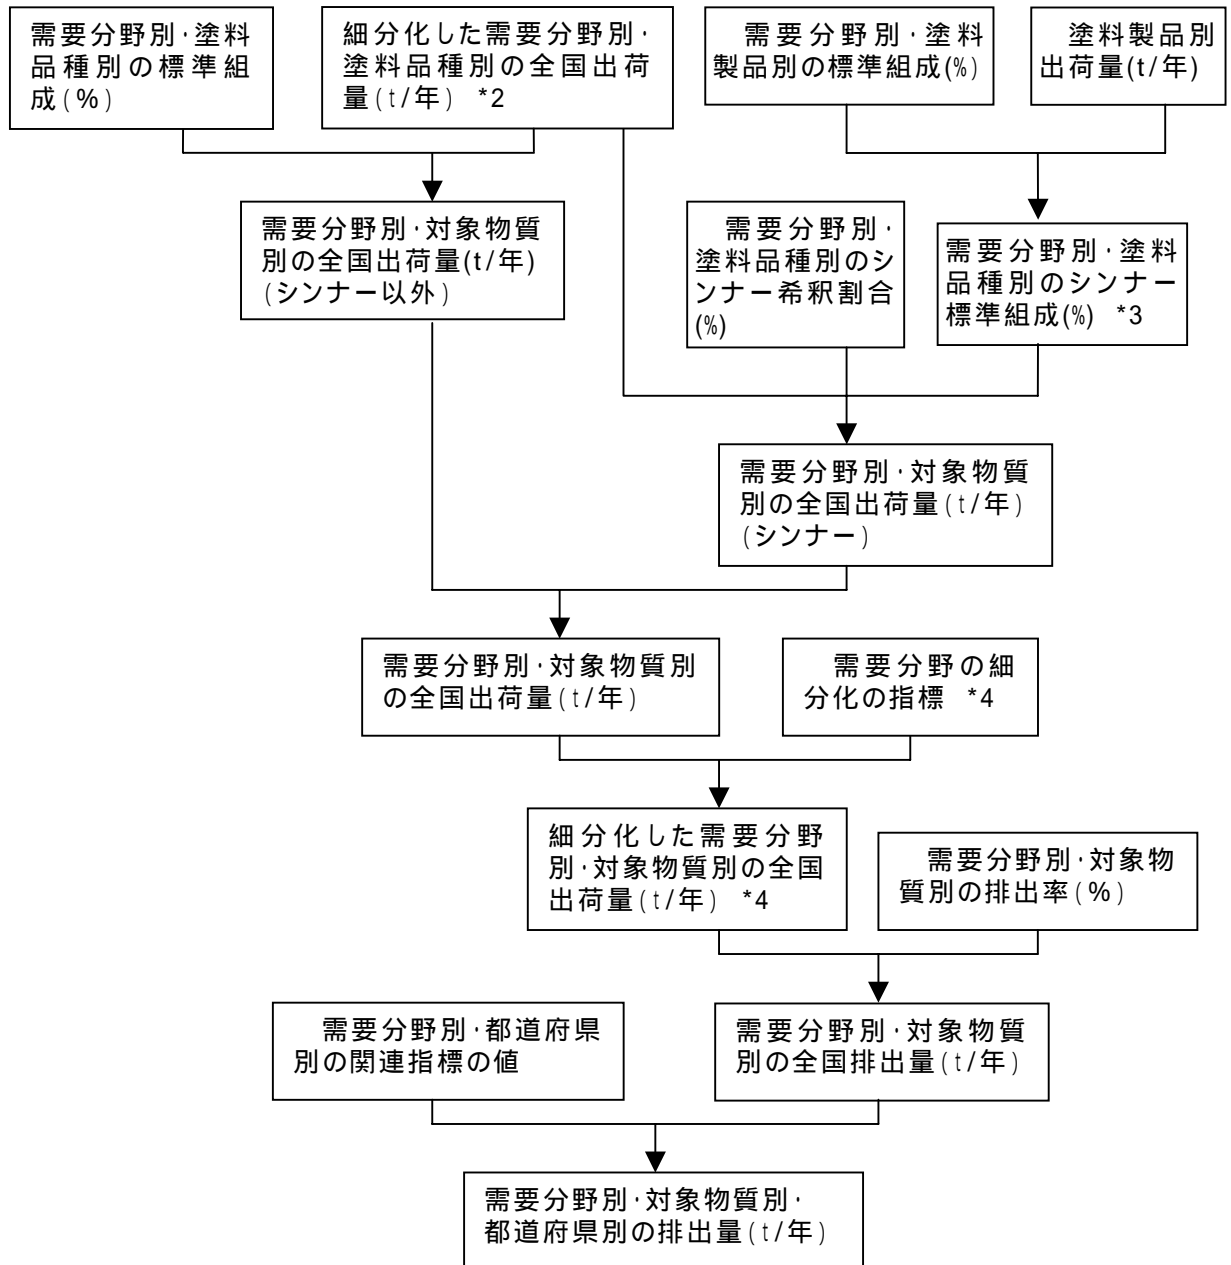 需要分野別・塗料
品種別の標準組
成(%)
細分化した需要分野別・
塗料品種別の全国出荷
量(t/年) *2
需要分野別・塗料
製品別の標準組成(%)
塗料製品別
出荷量(t/年)
需要分野別・対象物質
別の全国出荷量(t/年)
(シンナー以外)
需要分野別・
塗料品種別のシ
ンナー希釈割合
(%)
需要分野別・塗料
品種別のシンナー
標準組成(%) *3
需要分野別・対象物質
別の全国出荷量(t/年)
(シンナー)
需要分野別・対象物質別
の全国出荷量(t/年)
需要分野の細
分化の指標 *4
細分化した需要分野
別・対象物質別の全国
出荷量(t/年) *4
需要分野別・対象物
質別の排出率(%)
需要分野別・都道府県
別の関連指標の値
需要分野別・対象物質
別の全国排出量(t/年)
需要分野別・対象物質別・
都道府県別の排出量(t/年)